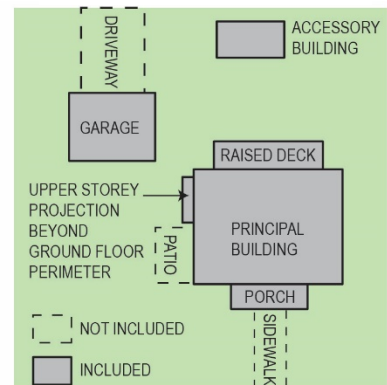 DRIVEWAY
ACCESSORY
BUILDING
GARAGE
RAISED DECK
UPPER STOREY
PROJECTION
BEYOND
GROUND FLOOR
PERIMETER
PATIO
PRINCIPAL
BUILDING
PORCH
SIDEWALK
NOT INCLUDED
INCLUDED